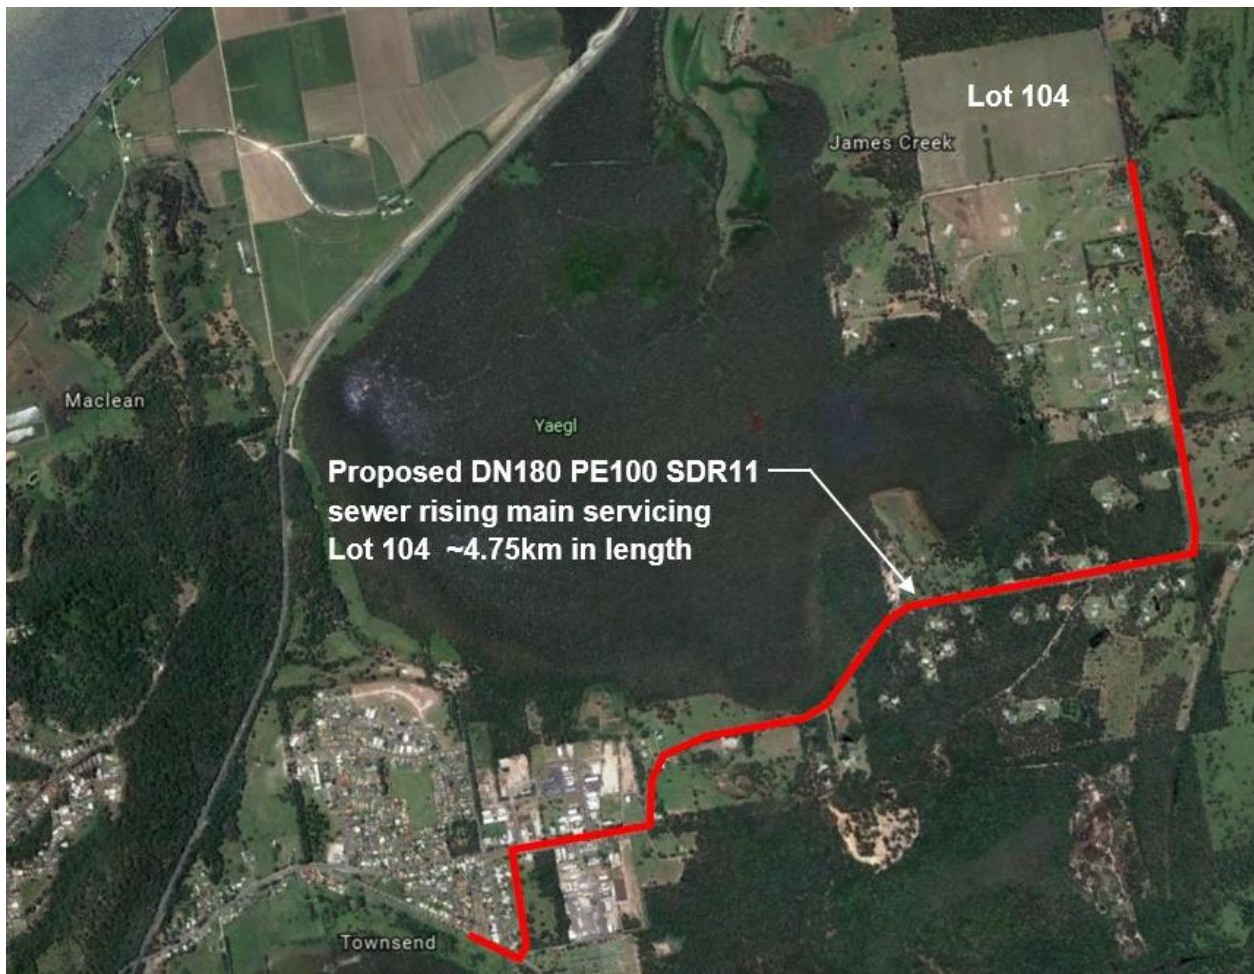 Lot 104
James Creek
Maclean
Yaegl
Proposed DN180 PE100 SDR11
sewer rising main servicing
Lot 104 ~4.75km in length
Townsend